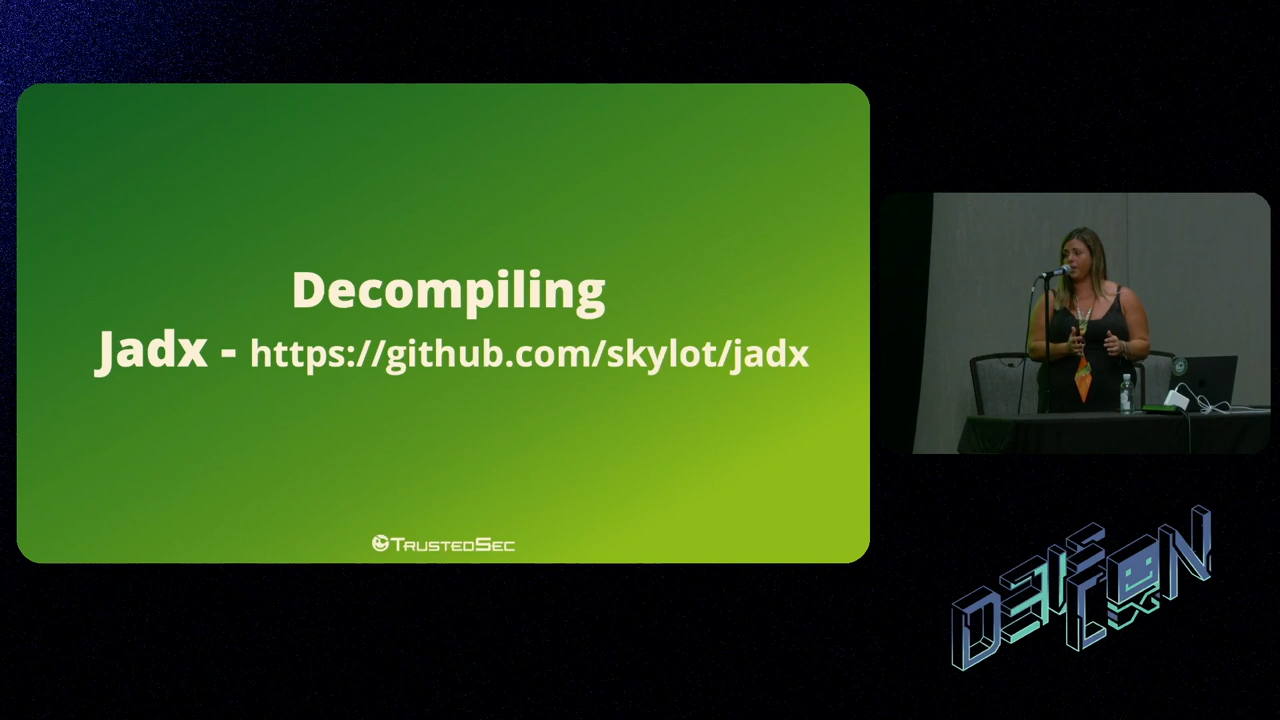 Decompiling
Jadx - https://github.com/skylot/jadx
TRUSTEDSEC
DEF
CON